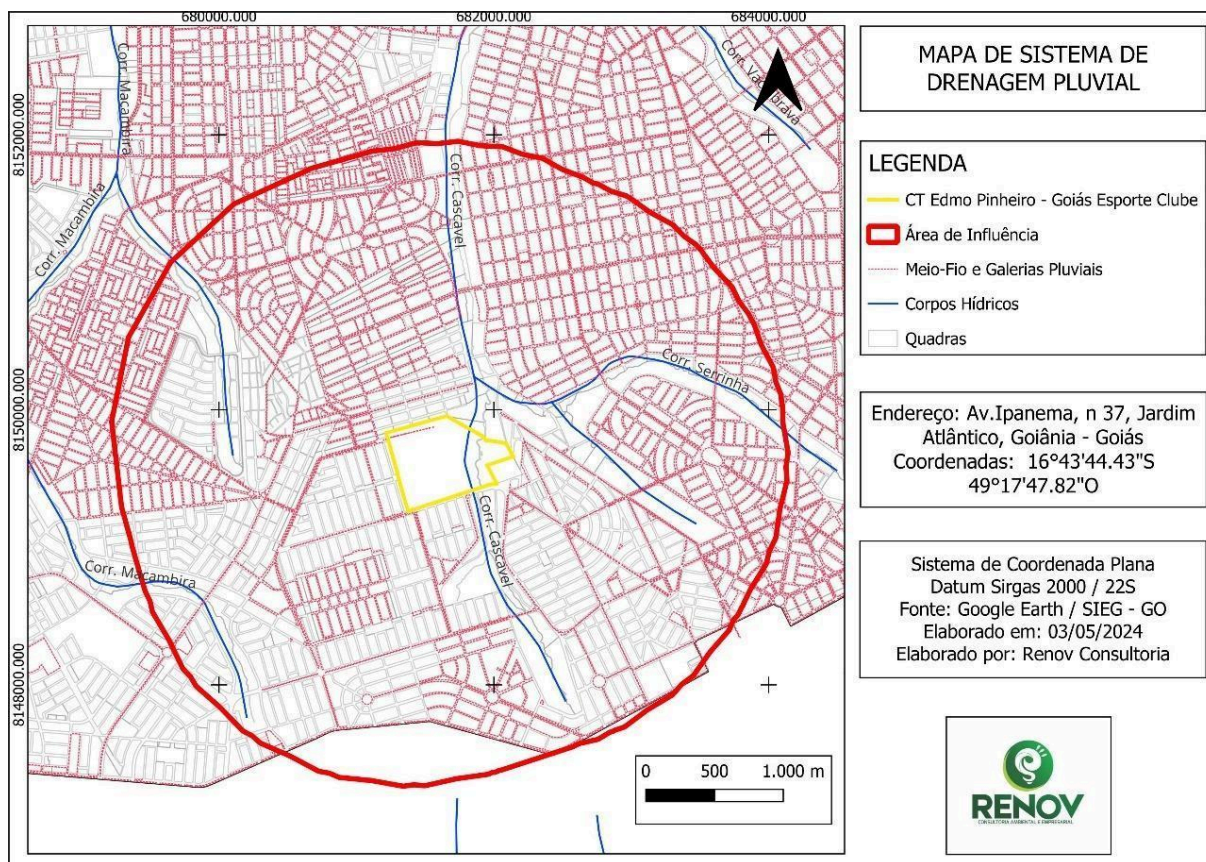 680000.000
682000.000
684000.000
8152000.000
8150000.000
8148000.000
Corr. Macambira
Corr. Macambira
Corr. Cascavel
Corr. Serrinha
Corr. Cascavel
Corr. Macambira
0 500 1.000 m
MAPA DE SISTEMA DE
DRENAGEM PLUVIAL
LEGENDA
CT Edmo Pinheiro - Goiás Esporte Clube
Área de Influência
Meio-Fio e Galerias Pluviais
Corpos Hídricos
Quadras
Endereço: Av.Ipanema, n 37, Jardim
Atlântico, Goiânia - Goiás
Coordenadas: 16°43'44.43"S
49°17'47.82"O
Sistema de Coordenada Plana
Datum Sirgas 2000 / 22S
Fonte: Google Earth / SIEG - GO
Elaborado em: 03/05/2024
Elaborado por: Renov Consultoria
RENOV
CONSULTORIA AMBIENTAL E EMPRESARIAL